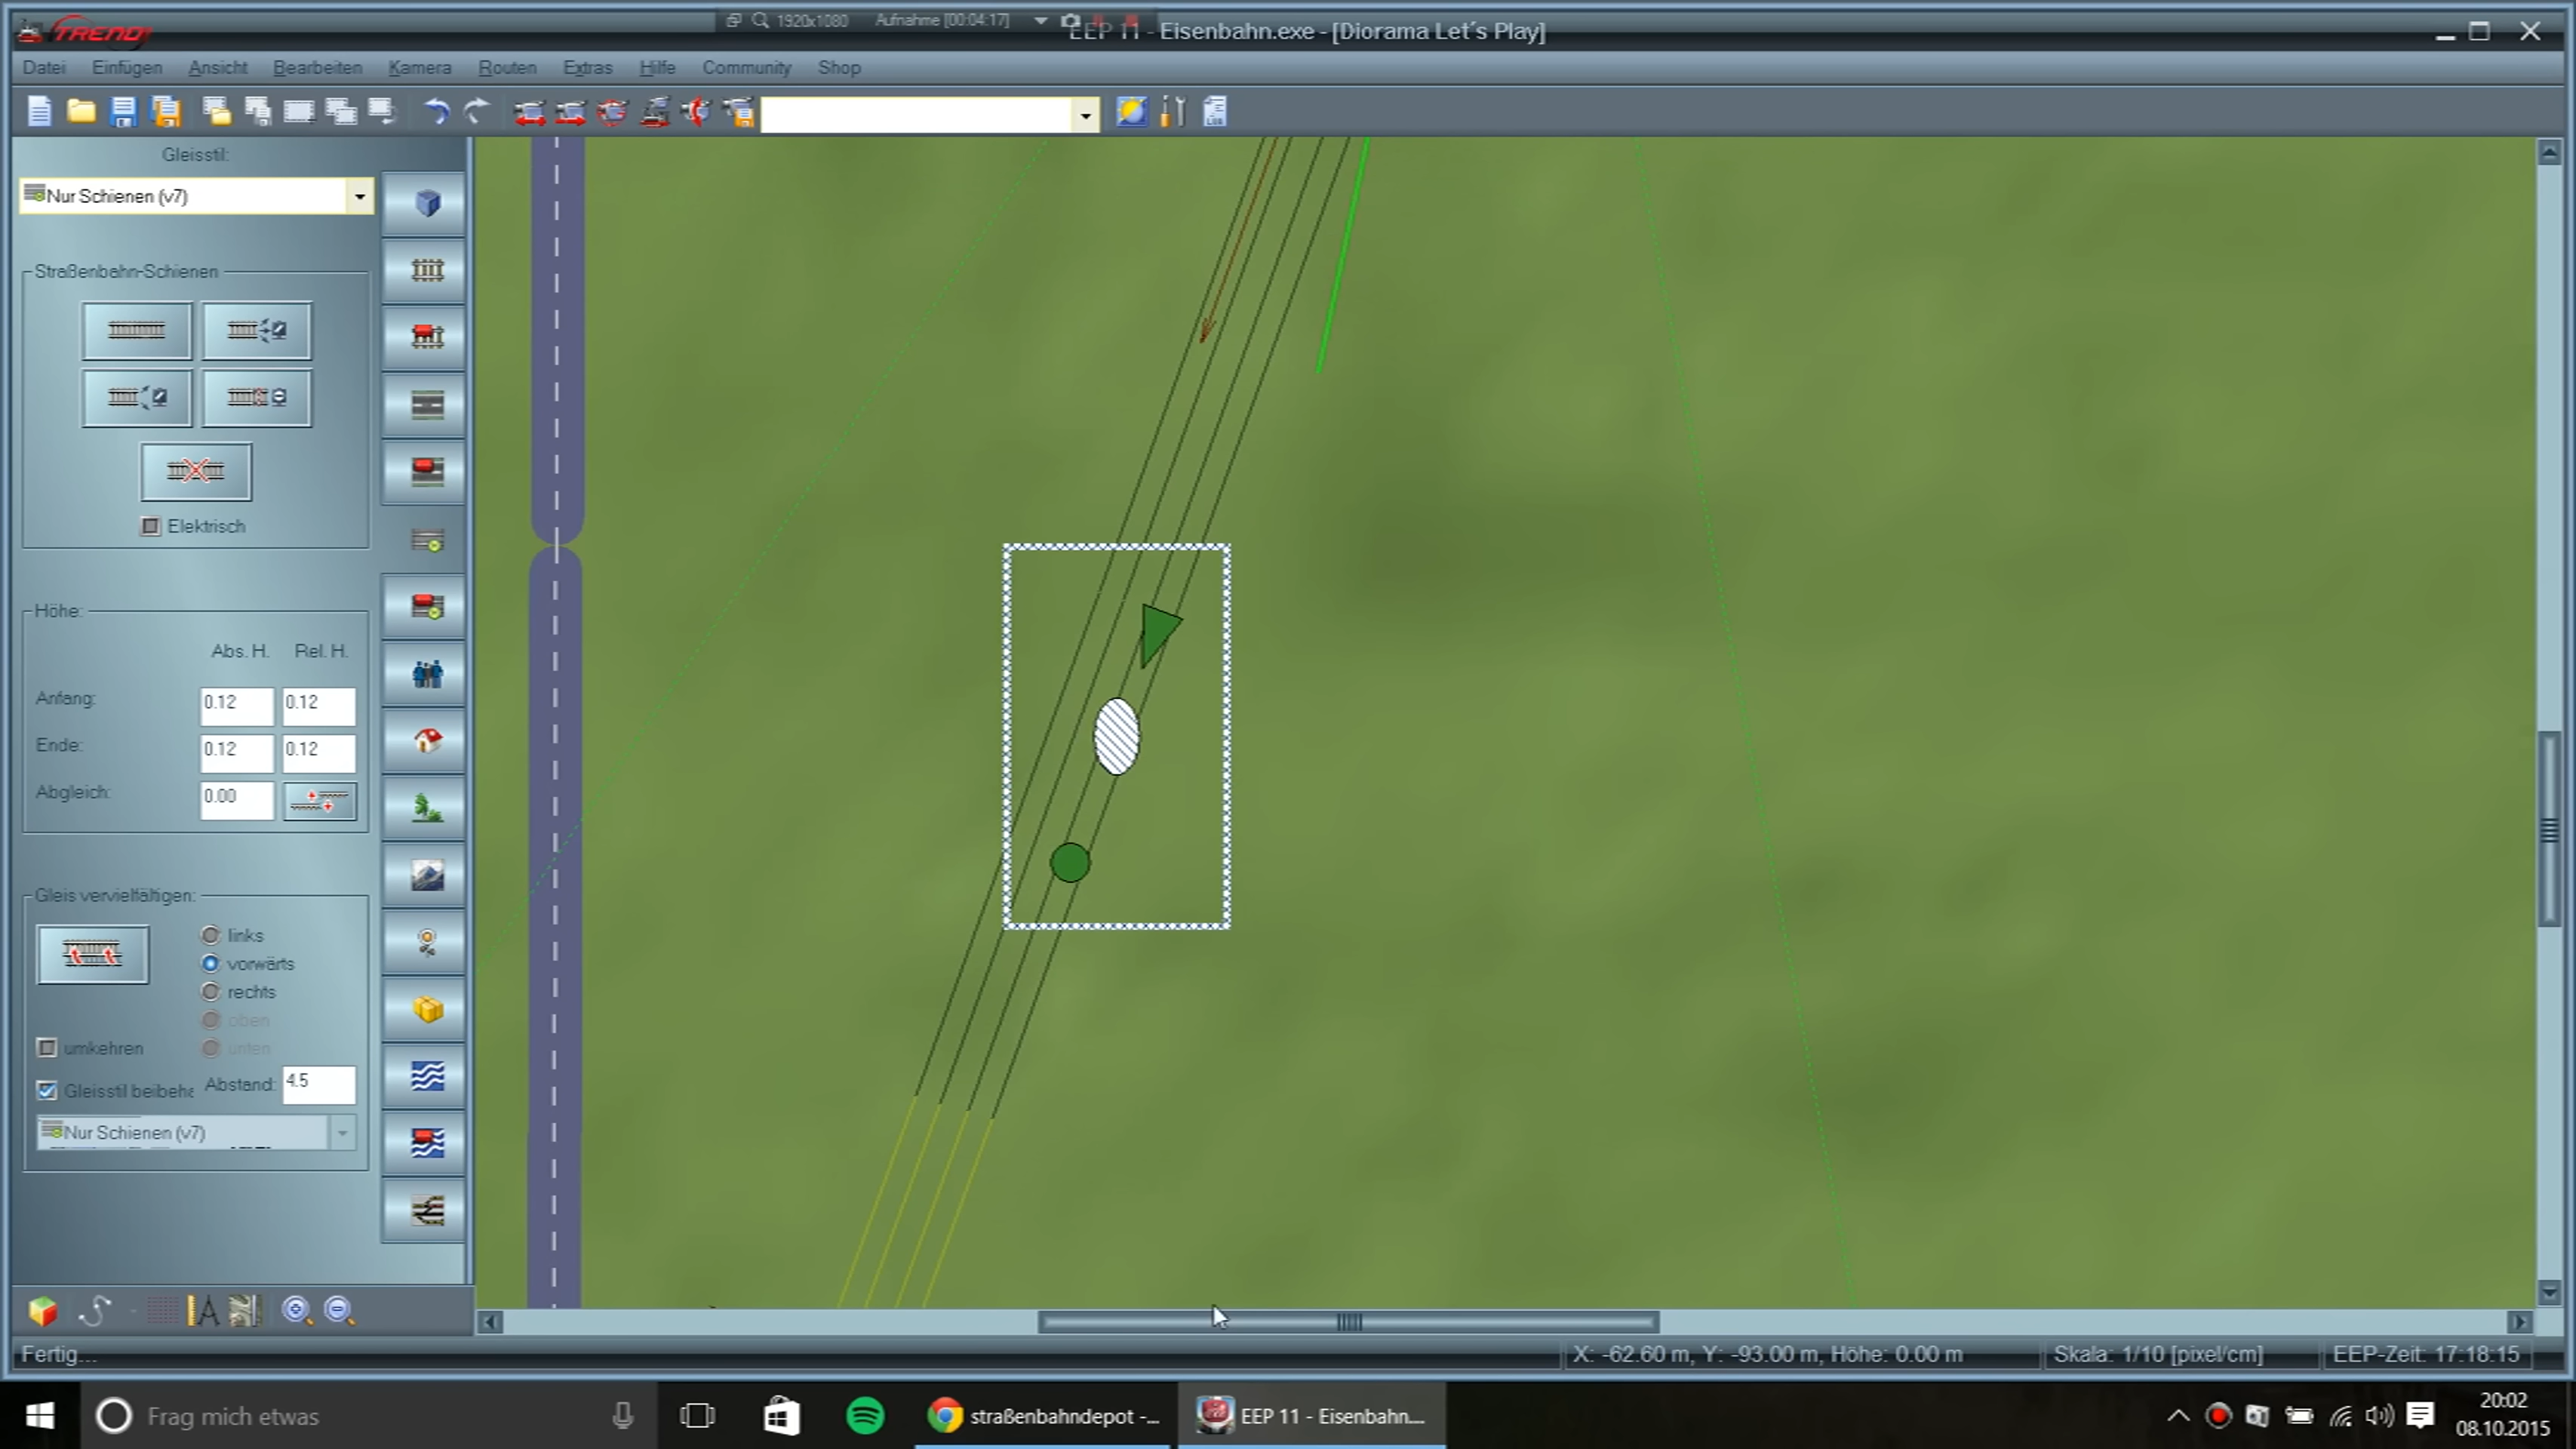 1920x1080 Aufnahme [00:04:17]
TREND
EEP 11 - Eisenbahn.exe - [Diorama Let´s Play]
Datei Einfügen Ansicht Bearbeiten Kamera Routen Extras Hilfe Community Shop
Gleisstil:
Nur Schienen (v7)
Straßenbahn-Schienen
Elektrisch
Höhe:
Abs. H. Rel. H.
Anfang: 0.12 0.12
Ende: 0.12 0.12
Abgleich: 0.00
Gleis vervielfältigen:
links
vorwärts
rechts
oben
umkehren unten
Gleisstil beibehe Abstand: 4.5
Nur Schienen (v7)
Fertig...
X: -62.60 m, Y: -93.00 m, Höhe: 0.00 m Skala: 1/10 [pixel/cm] EEP-Zeit: 17:18:15
Frag mich etwas
straßenbahndepot -...
EEP 11 - Eisenbahn....
20:02
08.10.2015